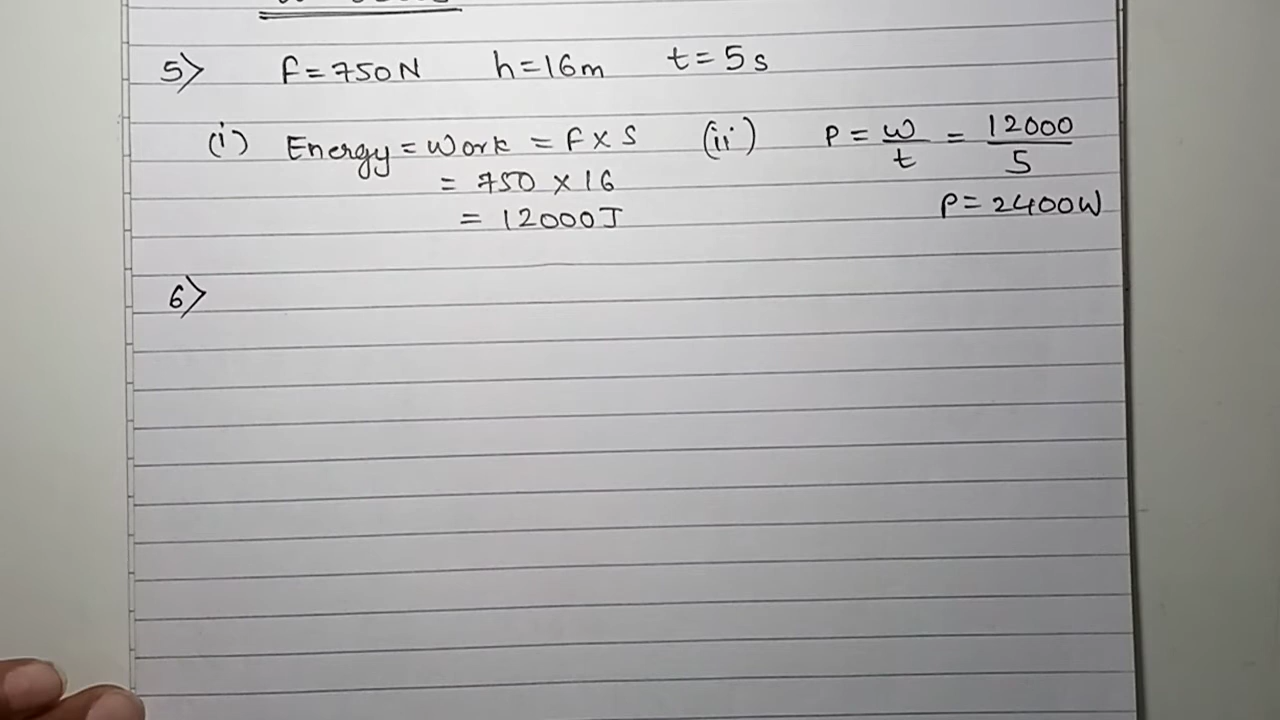 5> F = 750N h = 16m t = 5s
(i) Energy = Work = F × S (ii) P = W/t = 12000/5
= 750 × 16
= 12000J P = 2400W
6>